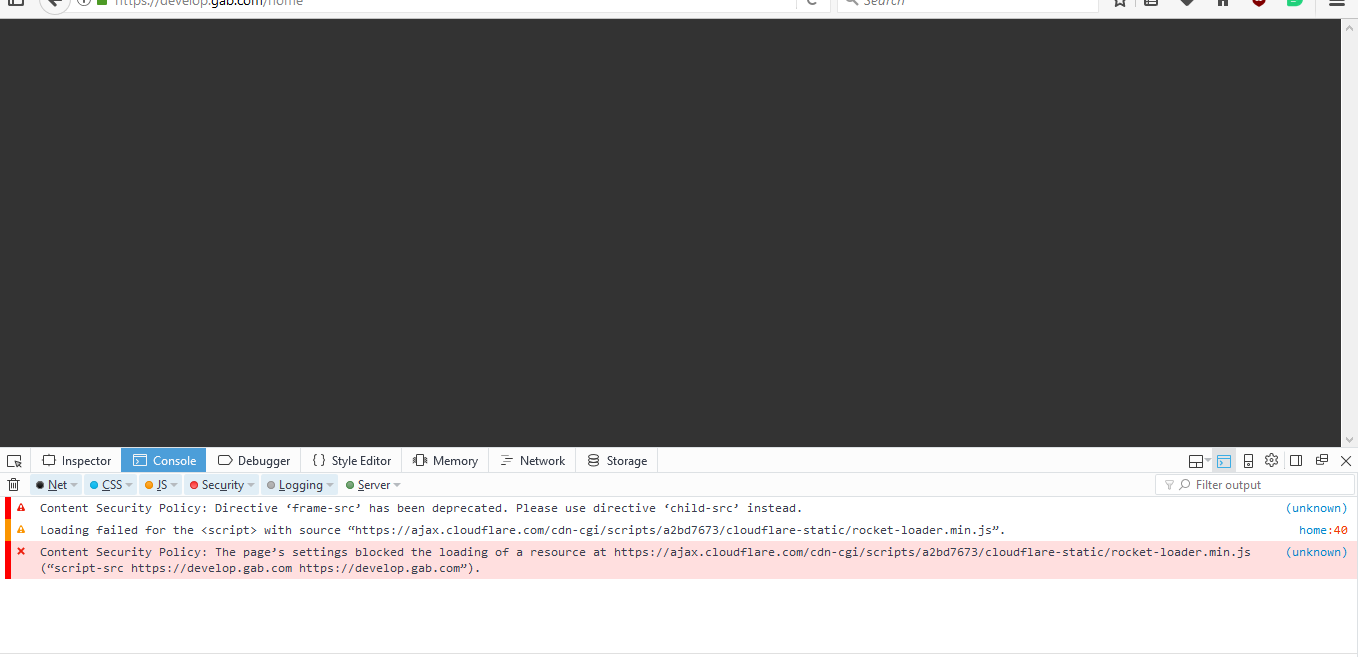 https://develop.gab.com/home
Search
Inspector Console Debugger { } Style Editor Memory Network Storage
Net CSS JS Security Logging Server Filter output
Content Security Policy: Directive ‘frame-src’ has been deprecated. Please use directive ‘child-src’ instead. (unknown)
Loading failed for the <script> with source “https://ajax.cloudflare.com/cdn-cgi/scripts/a2bd7673/cloudflare-static/rocket-loader.min.js”. home:40
Content Security Policy: The page’s settings blocked the loading of a resource at https://ajax.cloudflare.com/cdn-cgi/scripts/a2bd7673/cloudflare-static/rocket-loader.min.js (unknown)
(“script-src https://develop.gab.com https://develop.gab.com”).